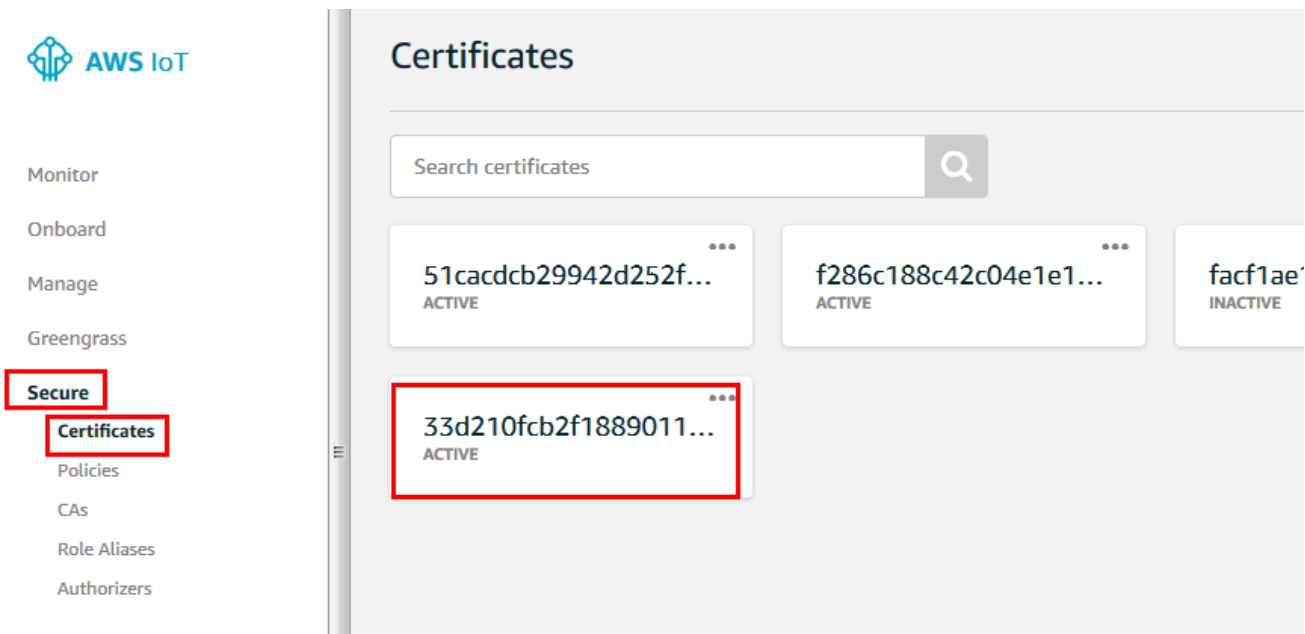 AWS IoT
Monitor
Onboard
Manage
Greengrass
Secure
Certificates
Policies
CAs
Role Aliases
Authorizers
Certificates
Search certificates
51cacdcb29942d252f...
ACTIVE
f286c188c42c04e1e1...
ACTIVE
facf1ae1
INACTIVE
33d210fcb2f1889011...
ACTIVE